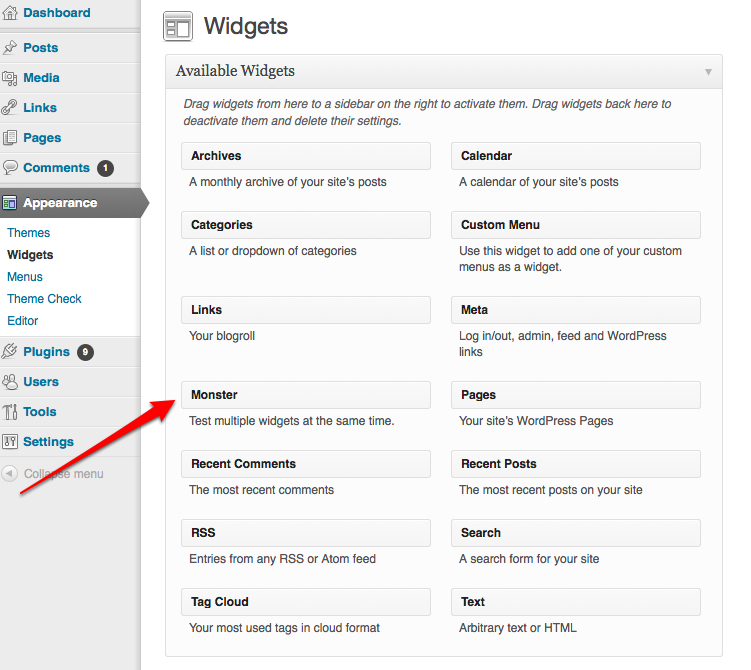 Dashboard
Posts
Media
Links
Pages
Comments 1
Appearance
Themes
Widgets
Menus
Theme Check
Editor
Plugins 9
Users
Tools
Settings
Collapse menu
Widgets
Available Widgets
Drag widgets from here to a sidebar on the right to activate them. Drag widgets back here to
deactivate them and delete their settings.
Archives
A monthly archive of your site's posts
Calendar
A calendar of your site's posts
Categories
A list or dropdown of categories
Custom Menu
Use this widget to add one of your custom
menus as a widget.
Links
Your blogroll
Meta
Log in/out, admin, feed and WordPress
links
Monster
Test multiple widgets at the same time.
Pages
Your site's WordPress Pages
Recent Comments
The most recent comments
Recent Posts
The most recent posts on your site
RSS
Entries from any RSS or Atom feed
Search
A search form for your site
Tag Cloud
Your most used tags in cloud format
Text
Arbitrary text or HTML